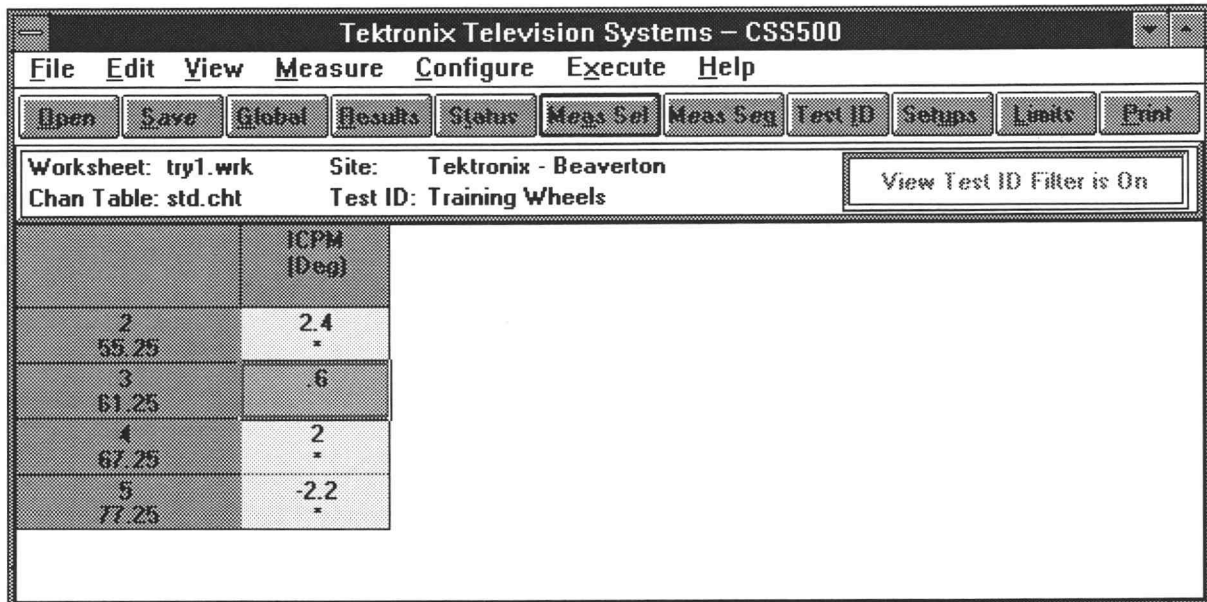 Tektronix Television Systems – CSS500
File Edit View Measure Configure Execute Help
Open Save Global Results Status Meas Sel Meas Seq Test ID Setups Limits Print
Worksheet: try1.wrk Site: Tektronix - Beaverton View Test ID Filter is On
Chan Table: std.cht Test ID: Training Wheels
ICPM
(Deg)
2 2.4
55.25 *
3 .6
61.25
4 2
67.25 *
5 -2.2
77.25 *